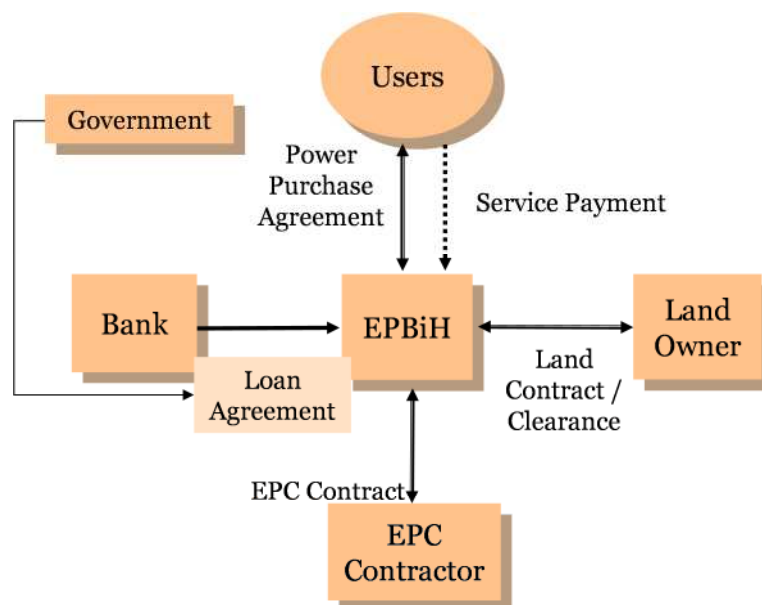 Users
Government
Power
Purchase
Agreement
Service Payment
Bank
EPBiH
Land
Owner
Loan
Agreement
Land
Contract /
Clearance
EPC Contract
EPC
Contractor